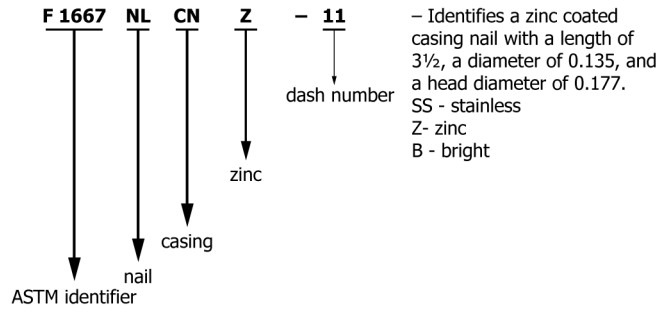 F 1667 NL CN Z – 11
dash number
zinc
casing
nail
ASTM identifier
– Identifies a zinc coated
casing nail with a length of
3½, a diameter of 0.135, and
a head diameter of 0.177.
SS - stainless
Z- zinc
B - bright